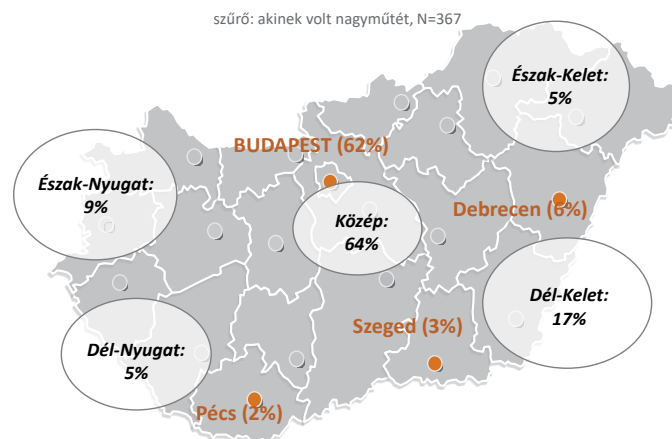 szűrő: akinek volt nagyműtét, N=367
Észak-Kelet:
5%
BUDAPEST (62%)
Észak-Nyugat:
9%
Közép:
64%
Debrecen (6%)
Dél-Kelet:
17%
Szeged (3%)
Dél-Nyugat:
5%
Pécs (2%)